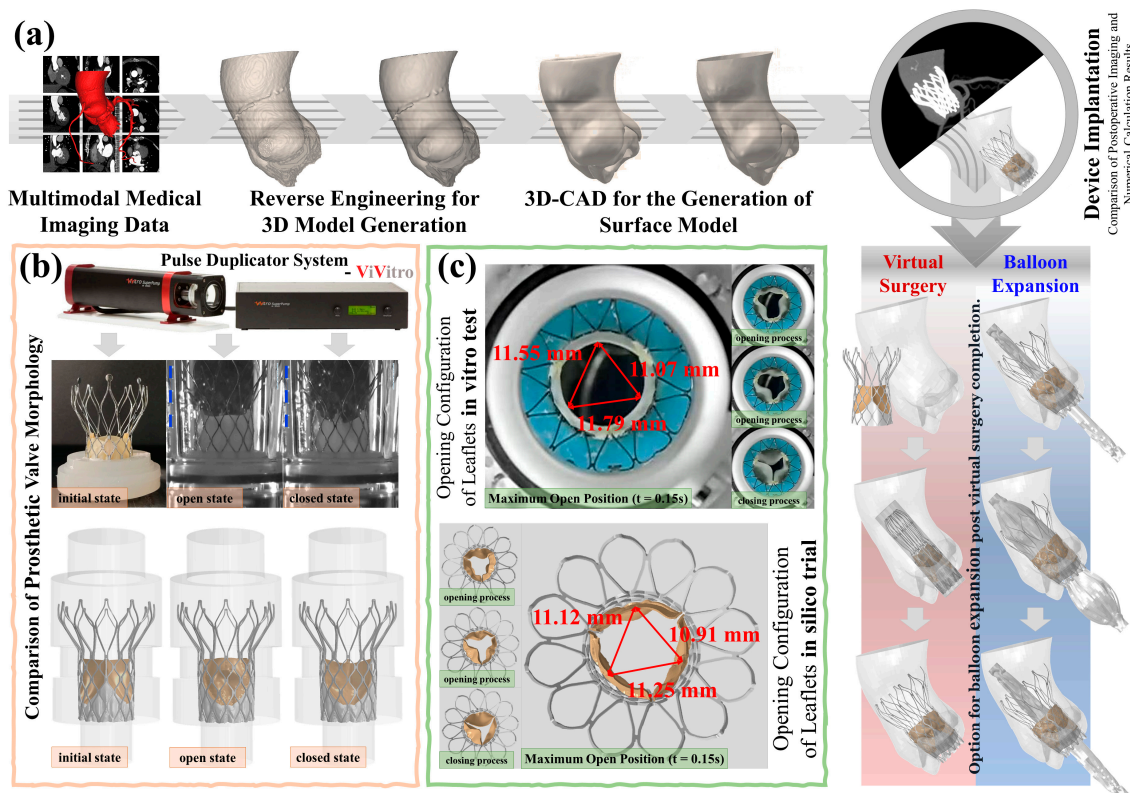 (a)
Multimodal Medical
Imaging Data
Reverse Engineering for
3D Model Generation
3D-CAD for the Generation of
Surface Model
Device Implantation
Comparison of Postoperative Imaging and
Numerical Calculation Results
Virtual
Surgery
Balloon
Expansion
Option for balloon expansion post virtual surgery completion.
(b)
Pulse Duplicator System
- ViVitro
Comparison of Prosthetic Valve Morphology
initial state
open state
closed state
initial state
open state
closed state
(c)
Opening Configuration
of Leaflets in vitro test
11.55 mm
11.07 mm
11.79 mm
Maximum Open Position (t = 0.15s)
opening process
opening process
closing process
opening process
opening process
closing process
11.12 mm
10.91 mm
11.25 mm
Maximum Open Position (t = 0.15s)
Opening Configuration
of Leaflets in silico trial